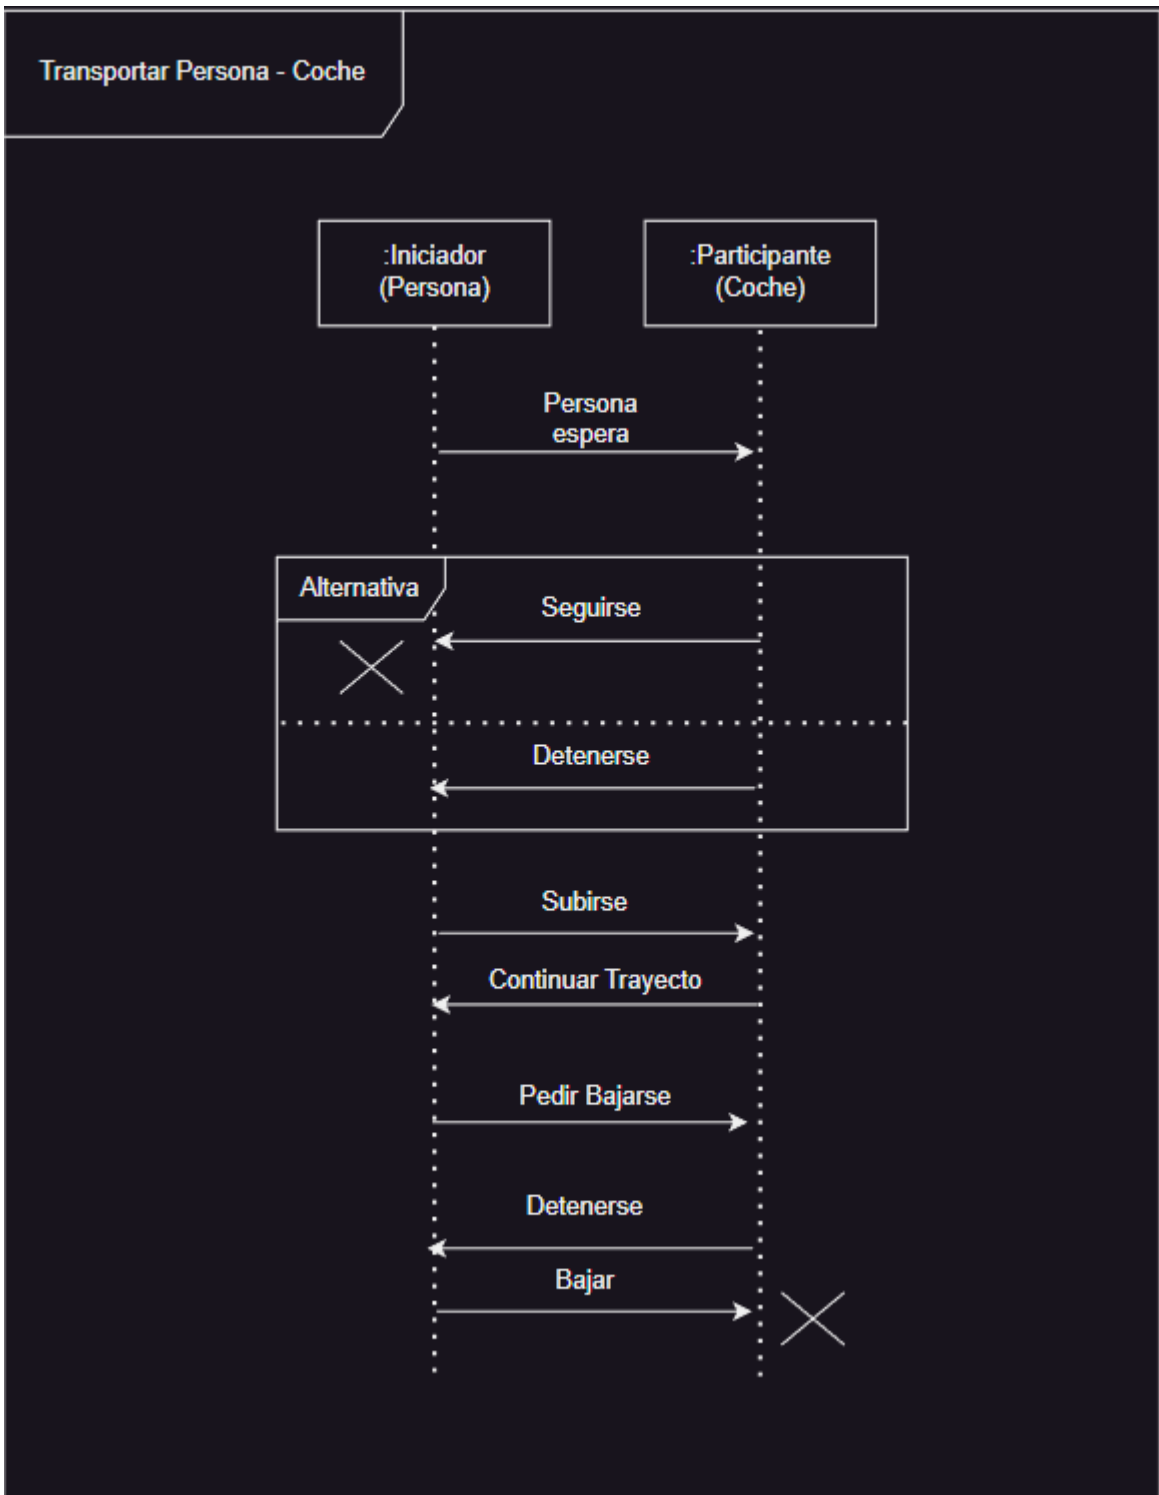 Transportar Persona - Coche
:Iniciador
(Persona)
:Participante
(Coche)
Persona
espera
Alternativa
Seguirse
Detenerse
Subirse
Continuar Trayecto
Pedir Bajarse
Detenerse
Bajar